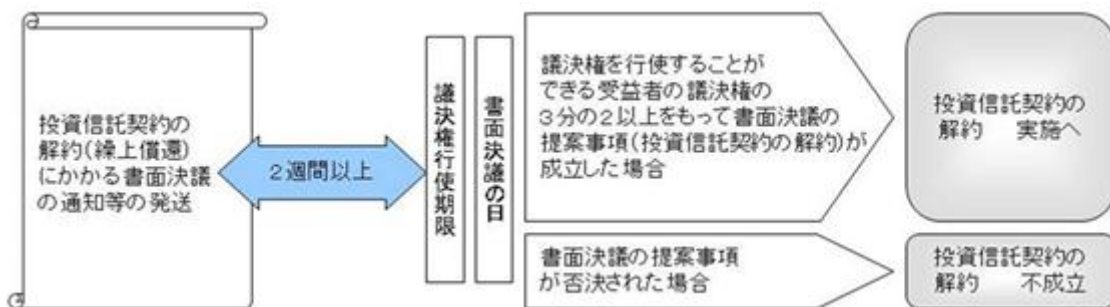 投資信託契約の
解約(繰上償還)
にかかる書面決議
の通知等の発送
2週間以上
議決権行使期限
書面決議の日
議決権を行使することが
できる受益者の議決権の
3分の2以上をもって書面決議の
提案事項(投資信託契約の解約)が
成立した場合
投資信託契約の
解約 実施へ
書面決議の提案事項
が否決された場合
投資信託契約の
解約 不成立